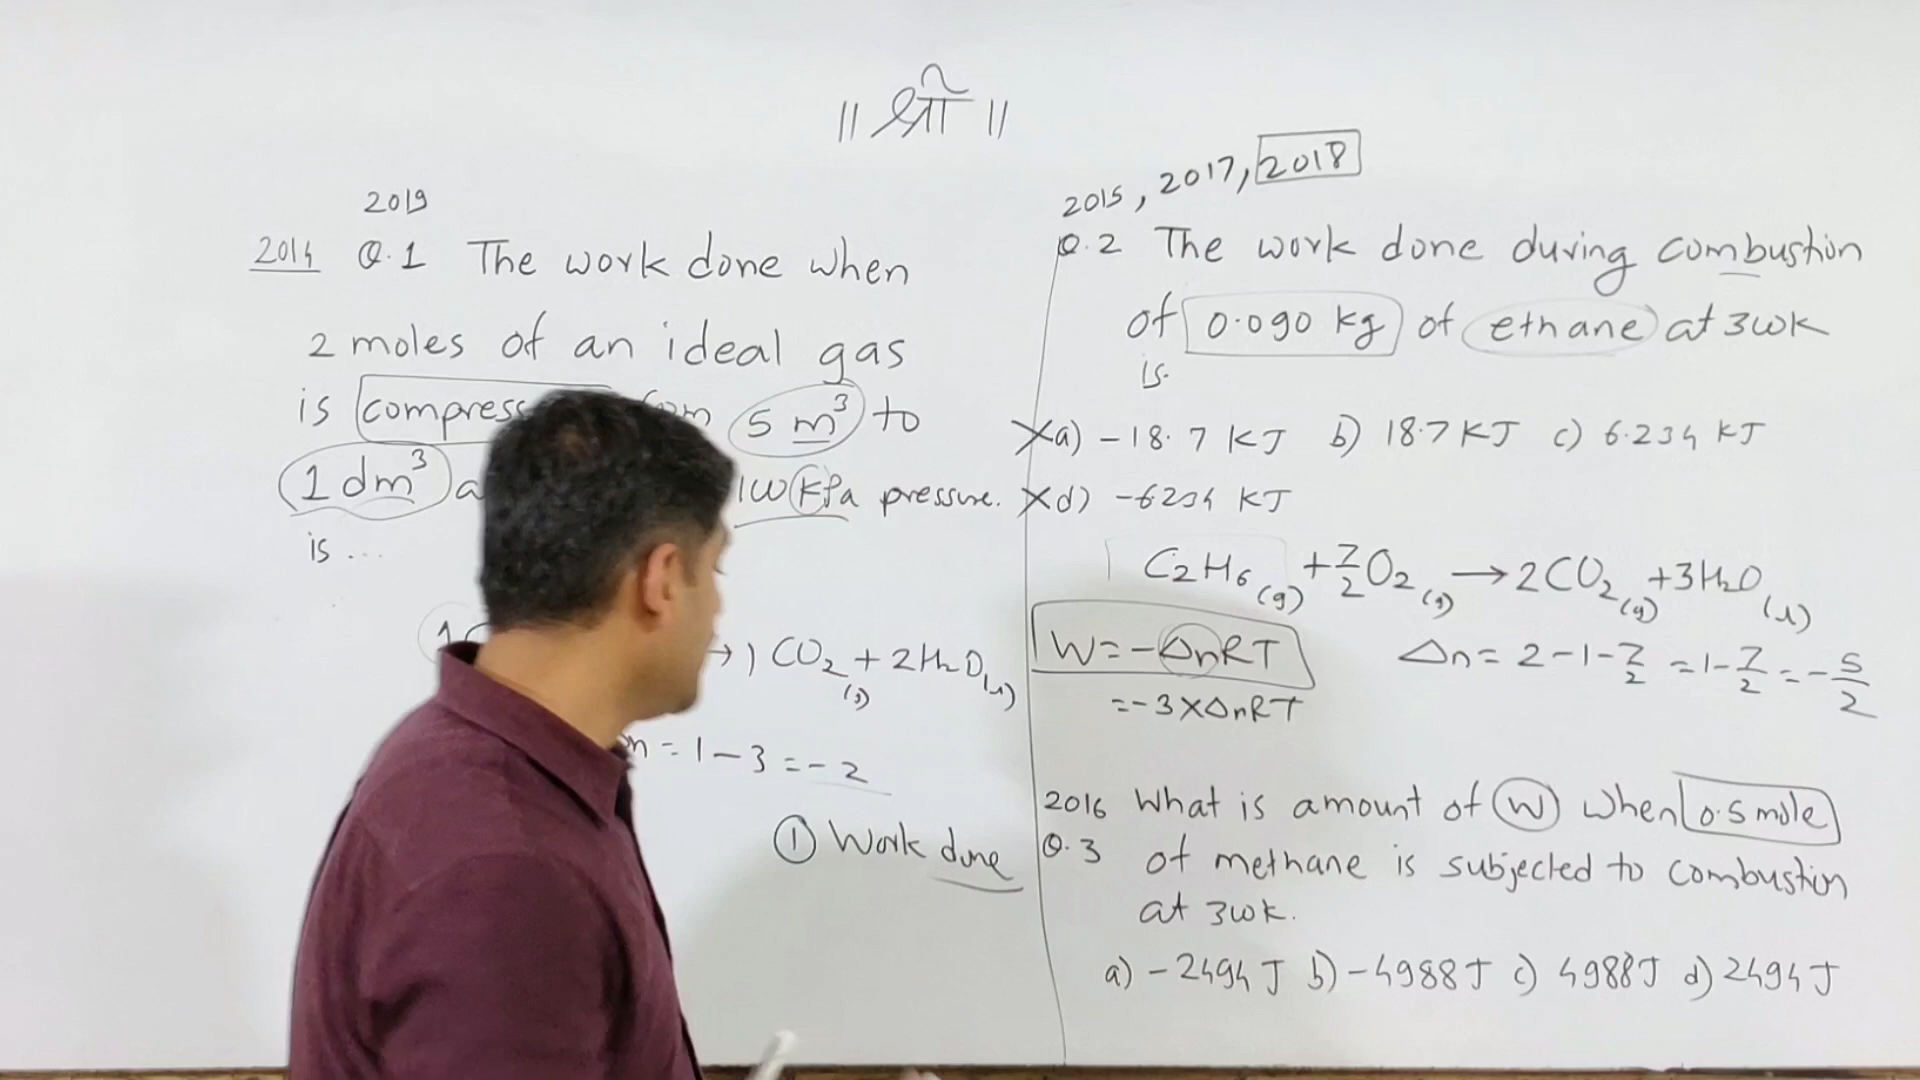 ॥ श्री ॥
2019
2014 Q.1 The work done when
2 moles of an ideal gas
is compress 5 m³ to
1 dm³ a 100 kPa pressure.
is ...
→ 1 CO₂(g) + 2H₂O(l)
n = 1 - 3 = - 2
① Work done
2015, 2017, 2018
Q.2 The work done during combustion
of 0.090 kg of ethane at 300K
is.
a) -18.7 KJ b) 18.7 KJ c) 6.234 KJ
d) -6234 KJ
C₂H₆(g) + 7/2 O₂(g) → 2CO₂(g) + 3H₂O(l)
W = -ΔnRT Δn = 2 - 1 - 7/2 = 1 - 7/2 = - 5/2
= -3 × ΔnRT
2016 What is amount of W when 0.5 mole
Q.3 of methane is subjected to combustion
at 300K.
a) -2494 J b) -4988 J c) 4988 J d) 2494 J